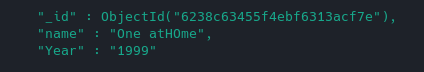 "_id" : ObjectId("6238c63455f4ebf6313acf7e"),
"name" : "One atHOme",
"Year" : "1999"